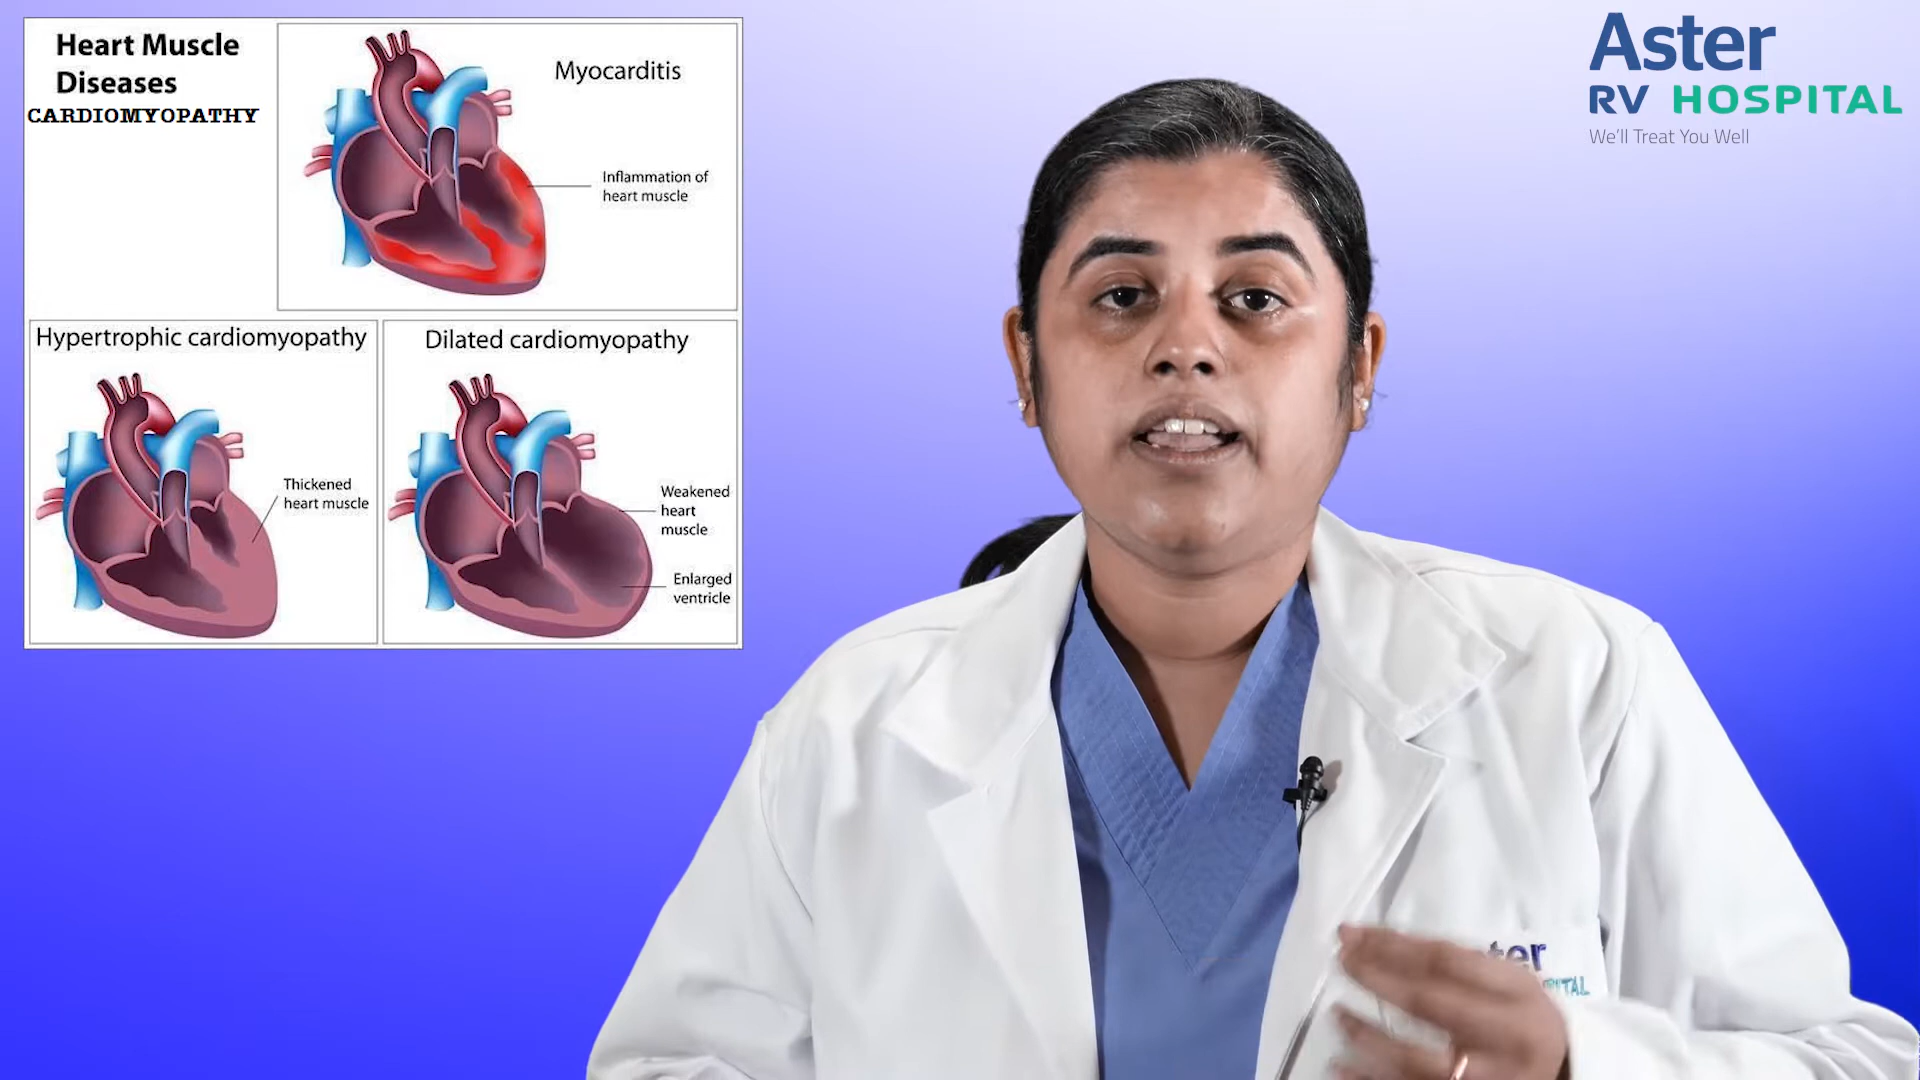 Heart Muscle
Diseases
CARDIOMYOPATHY
Myocarditis
Inflammation of
heart muscle
Hypertrophic cardiomyopathy
Thickened
heart muscle
Dilated cardiomyopathy
Weakened
heart
muscle
Enlarged
ventricle
Aster
RV HOSPITAL
We'll Treat You Well